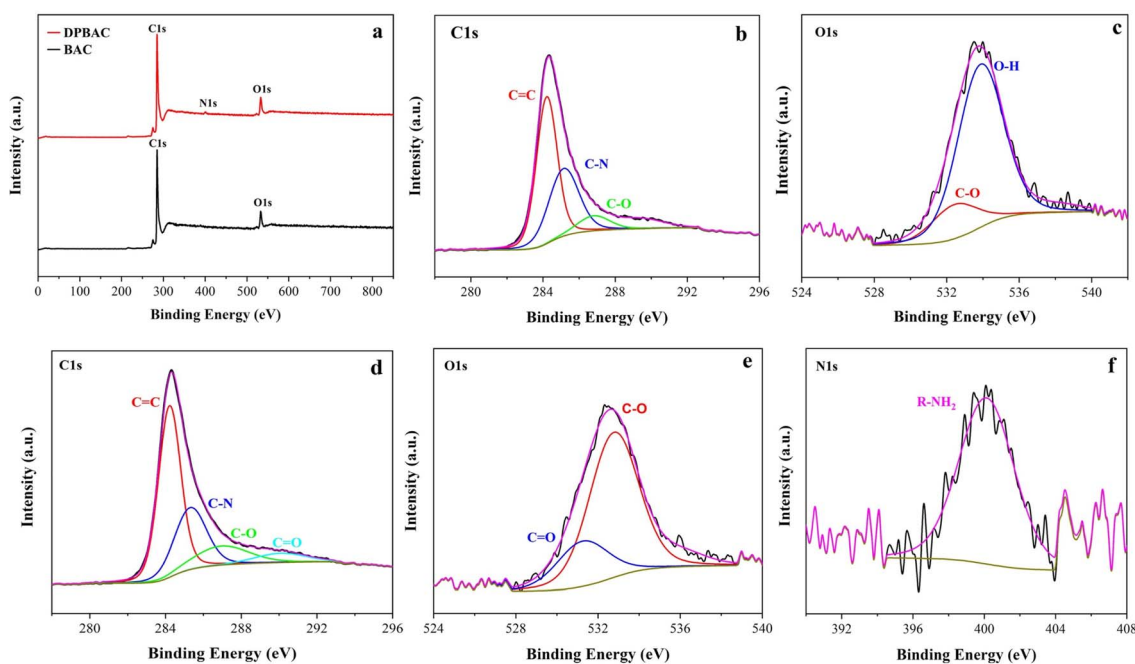 a
DPBAC
BAC
C1s
N1s
O1s
C1s
O1s
Intensity (a.u.)
0 100 200 300 400 500 600 700 800
Binding Energy (eV)
C1s
b
C=C
C-N
C-O
Intensity (a.u.)
280 284 288 292 296
Binding Energy (eV)
O1s
c
O-H
C-O
Intensity (a.u.)
524 528 532 536 540
Binding Energy (eV)
C1s
d
C=C
C-N
C-O
C=O
Intensity (a.u.)
280 284 288 292 296
Binding Energy (eV)
O1s
e
C-O
C=O
Intensity (a.u.)
524 528 532 536 540
Binding Energy (eV)
N1s
f
R-NH₂
Intensity (a.u.)
392 396 400 404 408
Binding Energy (eV)